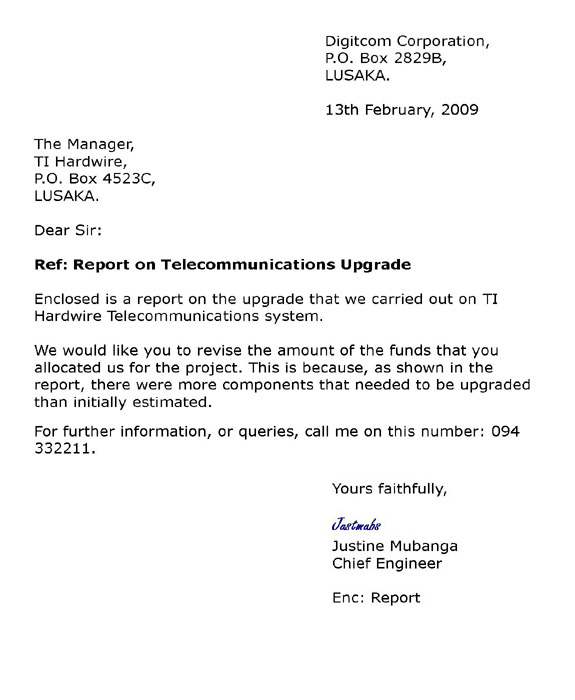 Digitcom Corporation,
P.O. Box 2829B,
LUSAKA.
13th February, 2009
The Manager,
TI Hardwire,
P.O. Box 4523C,
LUSAKA.
Dear Sir:
Ref: Report on Telecommunications Upgrade
Enclosed is a report on the upgrade that we carried out on TI
Hardwire Telecommunications system.
We would like you to revise the amount of the funds that you
allocated us for the project. This is because, as shown in the
report, there were more components that needed to be upgraded
than initially estimated.
For further information, or queries, call me on this number: 094
332211.
Yours faithfully,
Justmabs
Justine Mubanga
Chief Engineer
Enc: Report